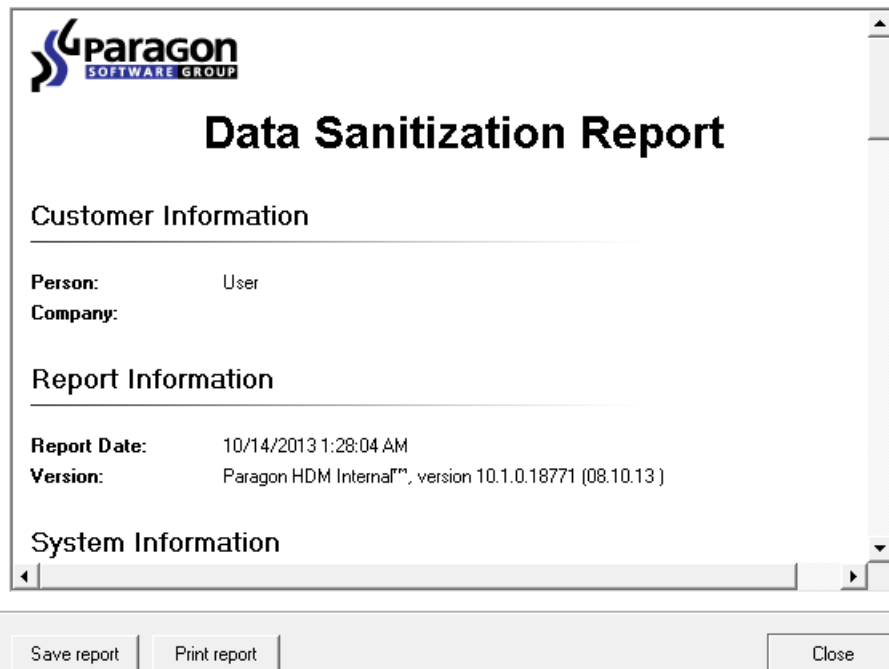 Paragon
SOFTWARE GROUP
Data Sanitization Report
Customer Information
Person: User
Company:
Report Information
Report Date: 10/14/2013 1:28:04 AM
Version: Paragon HDM Internal™, version 10.1.0.18771 (08.10.13 )
System Information
Save report Print report Close